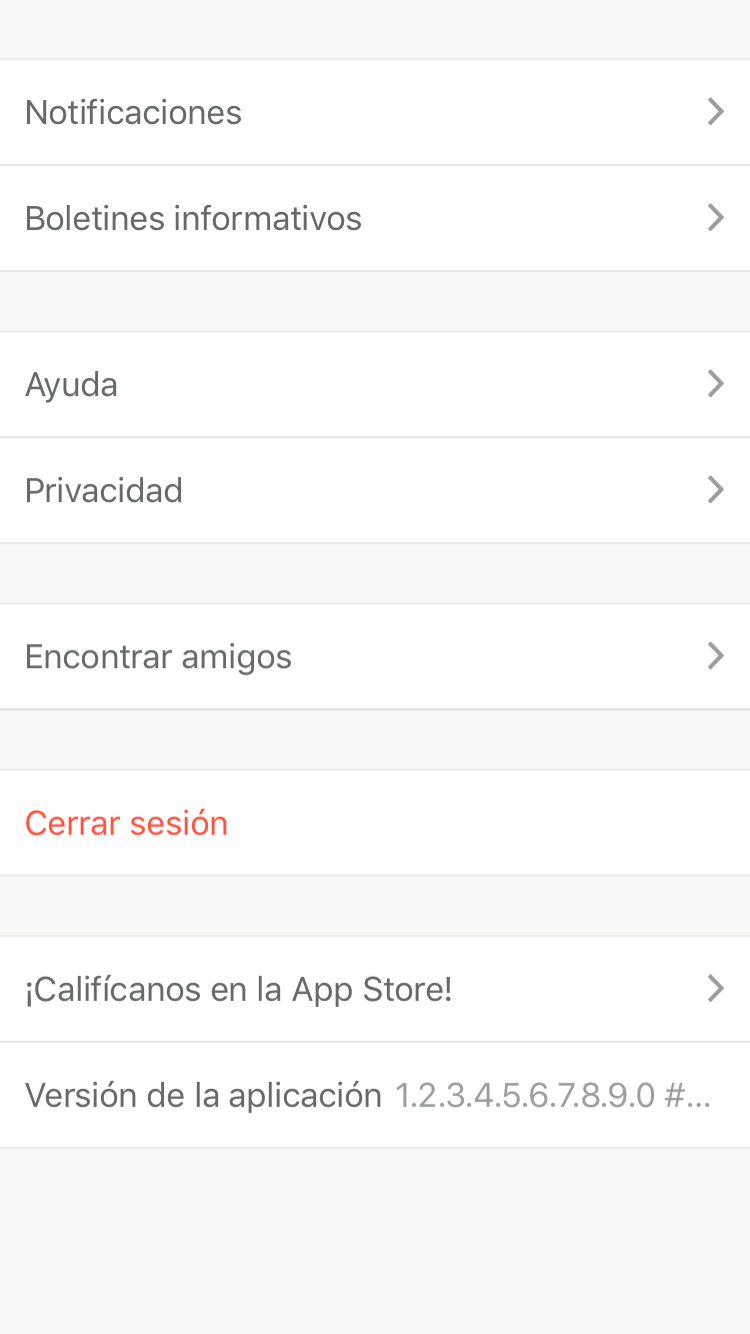 Notificaciones
Boletines informativos
Ayuda
Privacidad
Encontrar amigos
Cerrar sesión
¡Califícanos en la App Store!
Versión de la aplicación 1.2.3.4.5.6.7.8.9.0 #...